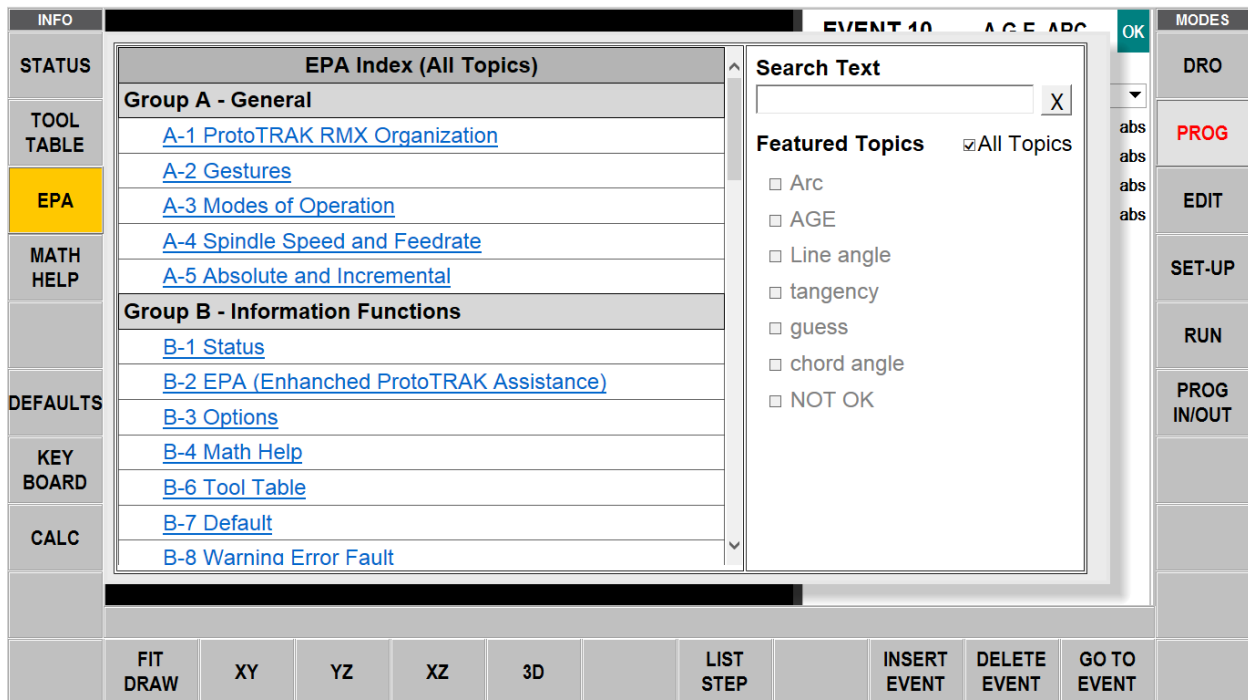 INFO
STATUS
TOOL
TABLE
EPA
MATH
HELP
DEFAULTS
KEY
BOARD
CALC
EVENT 10 A.G.E. ARC
OK
abs
abs
abs
abs
EPA Index (All Topics)
Group A - General
A-1 ProtoTRAK RMX Organization
A-2 Gestures
A-3 Modes of Operation
A-4 Spindle Speed and Feedrate
A-5 Absolute and Incremental
Group B - Information Functions
B-1 Status
B-2 EPA (Enhanched ProtoTRAK Assistance)
B-3 Options
B-4 Math Help
B-6 Tool Table
B-7 Default
B-8 Warning Error Fault
Search Text
X
Featured Topics All Topics
Arc
AGE
Line angle
tangency
guess
chord angle
NOT OK
MODES
DRO
PROG
EDIT
SET-UP
RUN
PROG
IN/OUT
FIT
DRAW
XY
YZ
XZ
3D
LIST
STEP
INSERT
EVENT
DELETE
EVENT
GO TO
EVENT